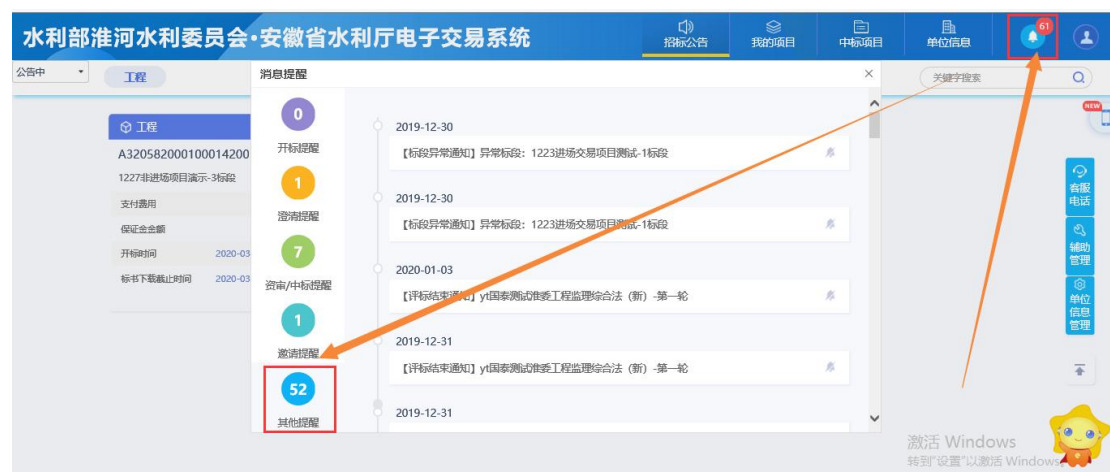 水利部淮河水利委员会·安徽省水利厅电子交易系统
招标公告
我的项目
中标项目
单位信息
61
公告中
工程
消息提醒
×
关键字搜索
NEW
工程
A320582000100014200
1227非进场项目演示-3标段
支付费用
保证金金额
开标时间 2020-03
标书下载截止时间 2020-03
0
开标提醒
1
澄清提醒
7
资审/中标提醒
1
邀请提醒
52
其他提醒
2019-12-30
【标段异常通知】异常标段：1223进场交易项目测试-1标段
2019-12-30
【标段异常通知】异常标段：1223进场交易项目测试-1标段
2020-01-03
【评标结束通知】yt国泰测试淮委工程监理综合法（新）-第一轮
2019-12-31
【评标结束通知】yt国泰测试淮委工程监理综合法（新）-第一轮
2019-12-31
客服
电话
辅助
管理
单位
信息
管理
激活 Windows
转到"设置"以激活 Windows